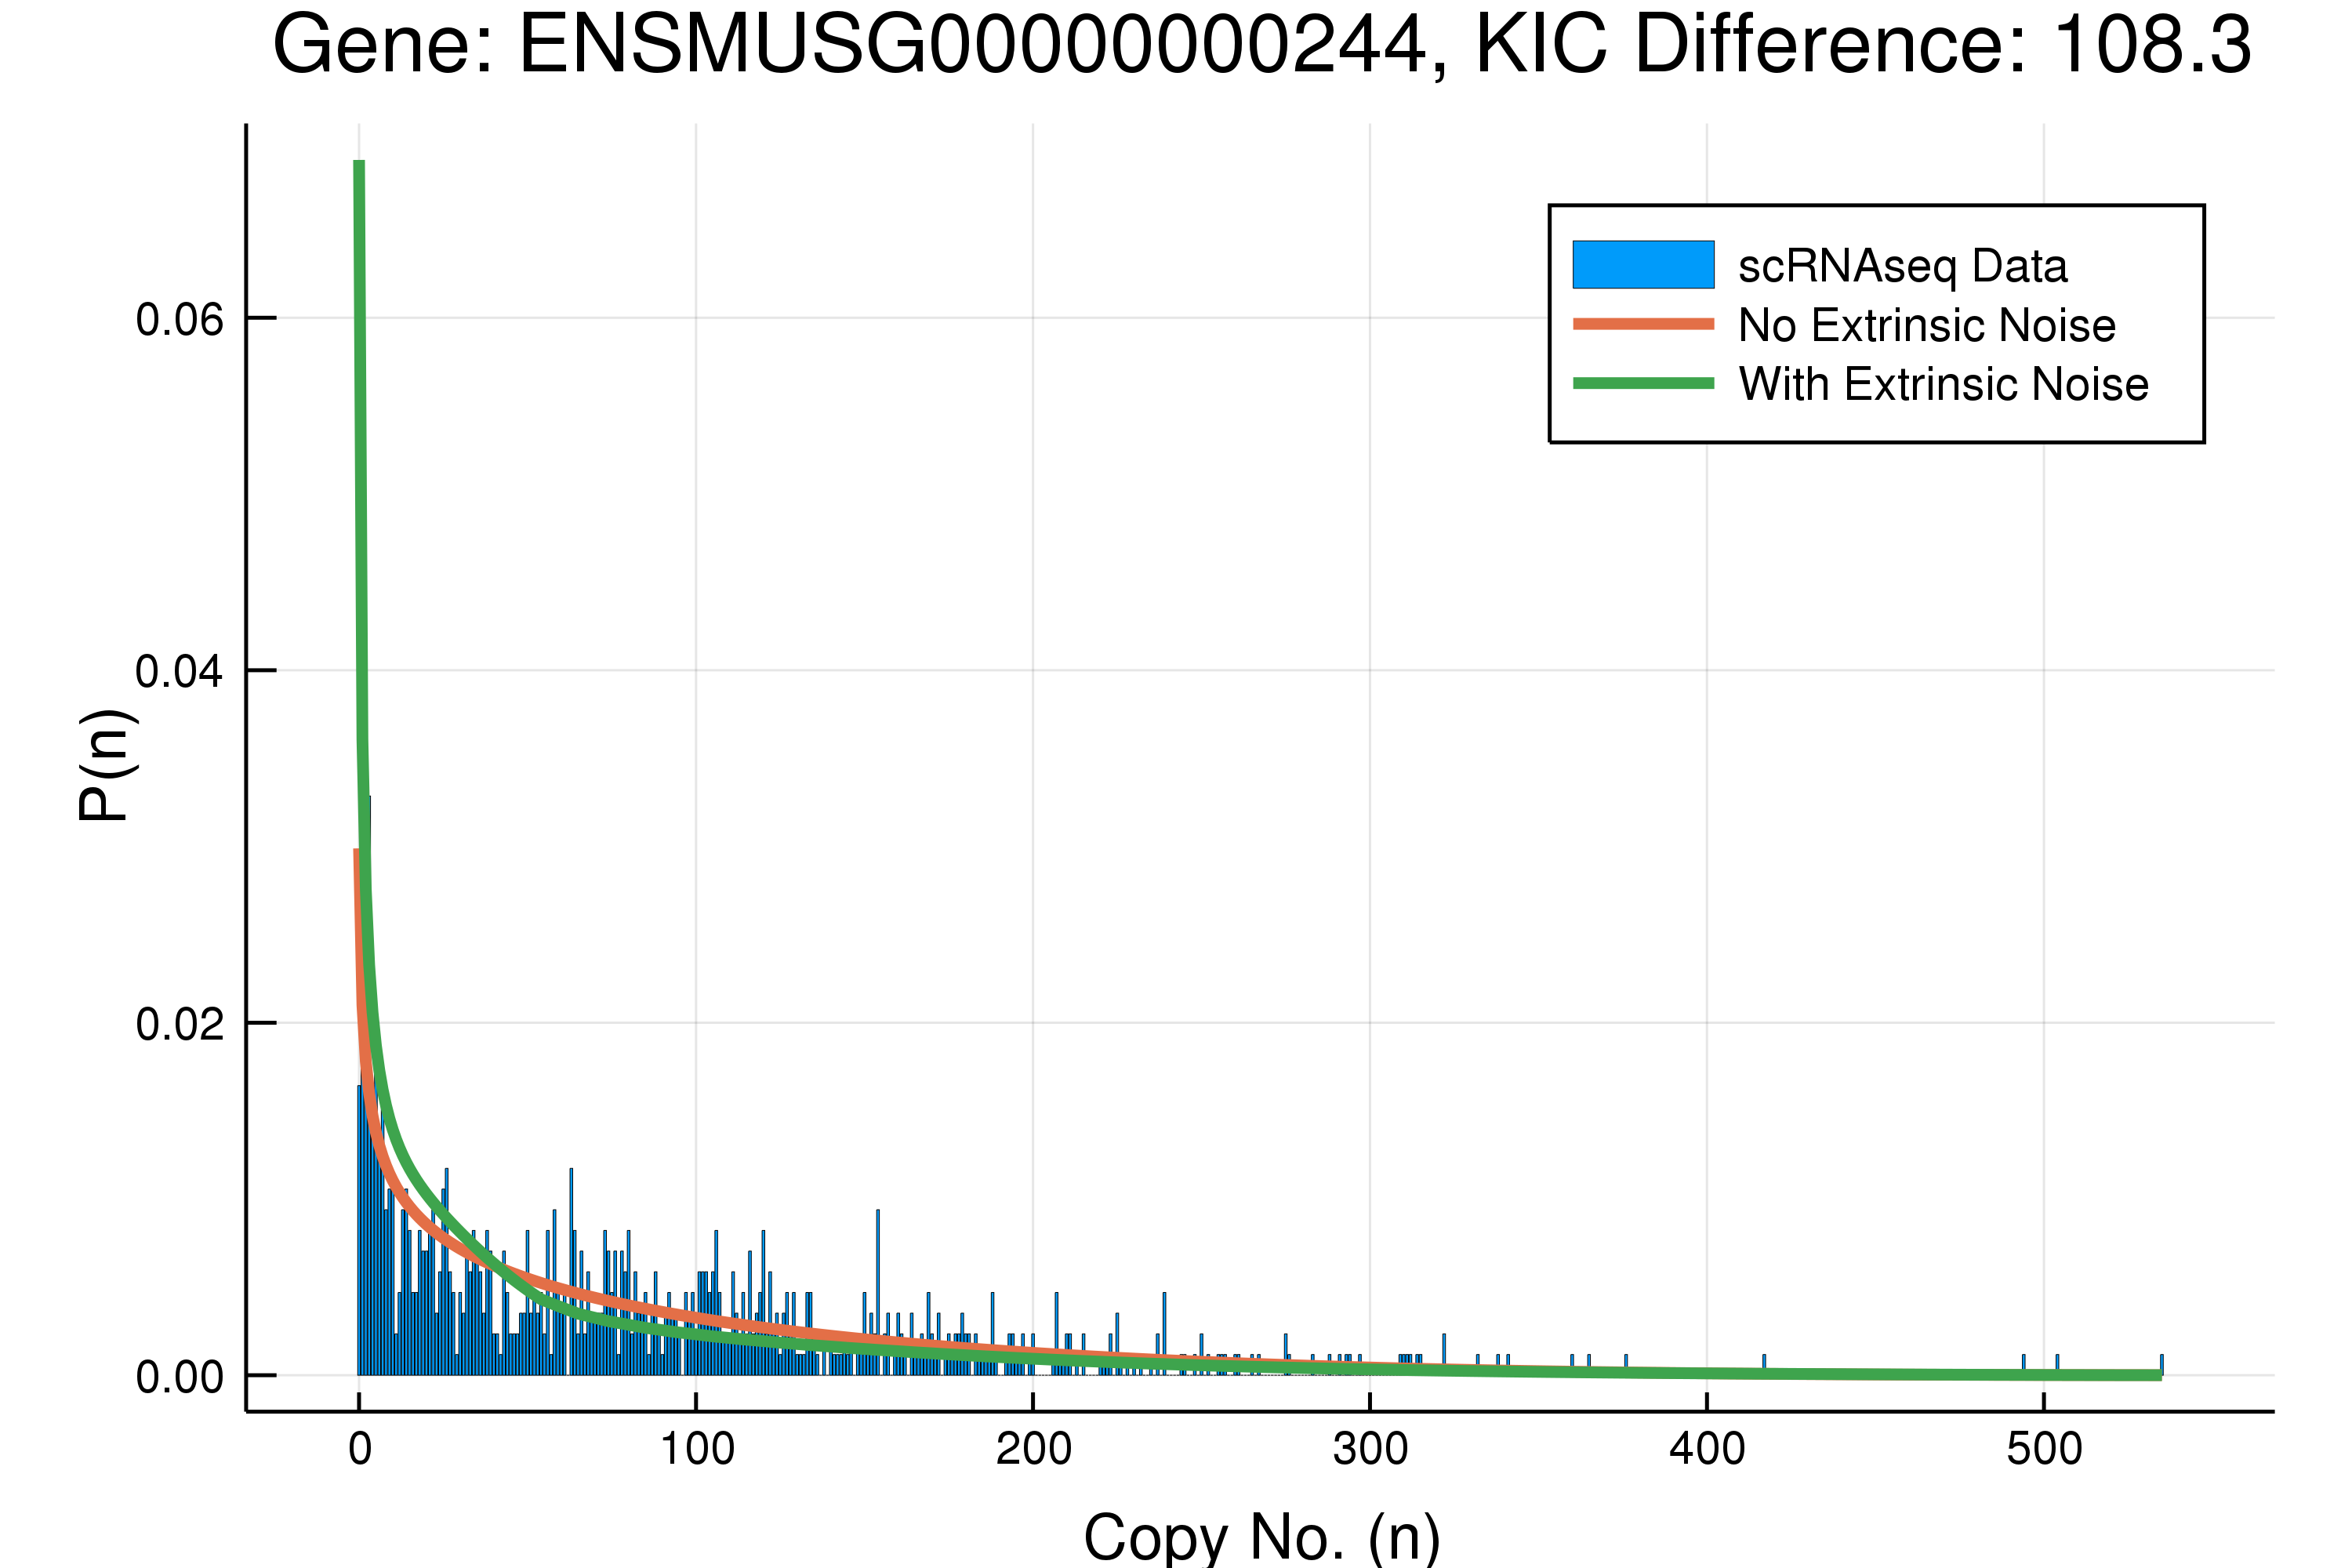 Gene: ENSMUSG00000000244, KIC Difference: 108.3
scRNAseq Data
No Extrinsic Noise
With Extrinsic Noise
0.06
0.04
0.02
0.00
P(n)
0 100 200 300 400 500
Copy No. (n)